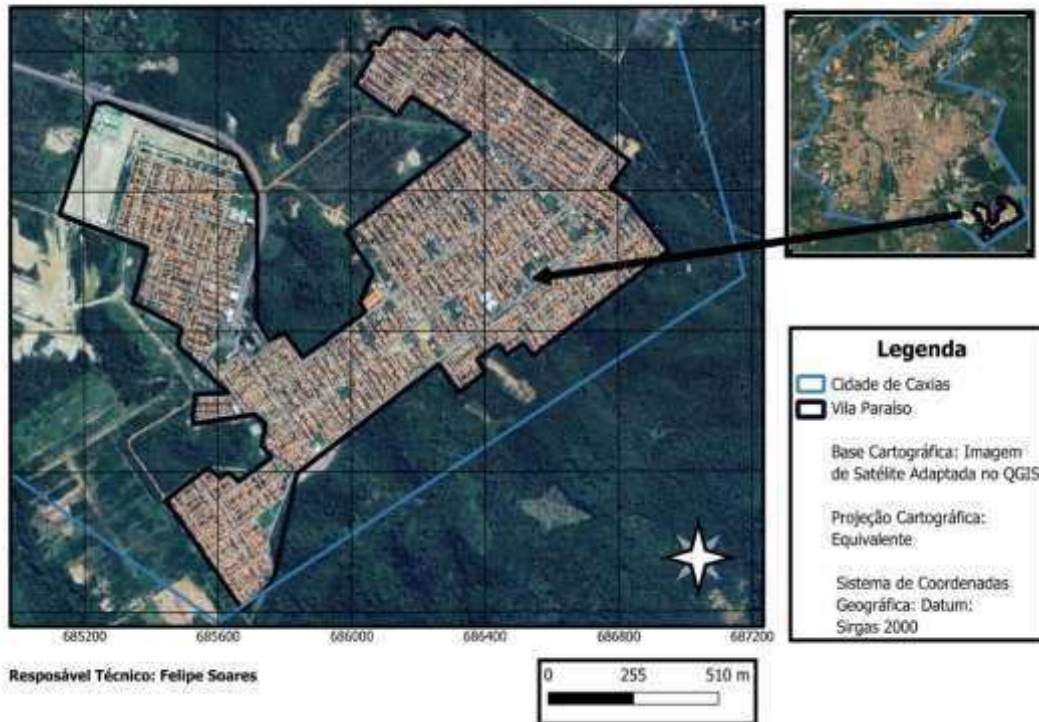 685200 685600 686000 686400 686800 687200
Resposável Técnico: Felipe Soares
0 255 510 m
Legenda
Cidade de Caxias
Vila Paraíso
Base Cartográfica: Imagem
de Satélite Adaptada no QGIS
Projeção Cartográfica:
Equivalente
Sistema de Coordenadas
Geográfica: Datum:
Sirgas 2000